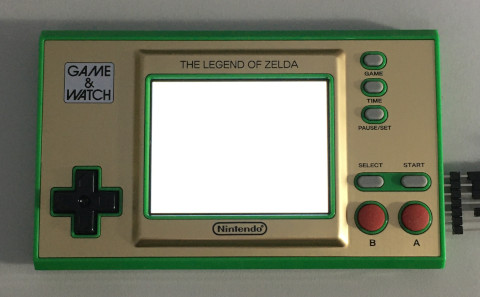 GAME
&
WATCH
THE LEGEND OF ZELDA
GAME
TIME
PAUSE/SET
SELECT START
Nintendo
B A